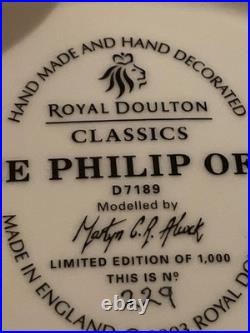 HAND MADE AND HAND DECORATED
ROYAL DOULTON
CLASSICS
E PHILIP OF
D7189
Modelled by
Martyn C.R. Alcock
LIMITED EDITION OF 1,000
THIS IS Nº
229
MADE IN ENGLAND © 2003 ROYAL DOU